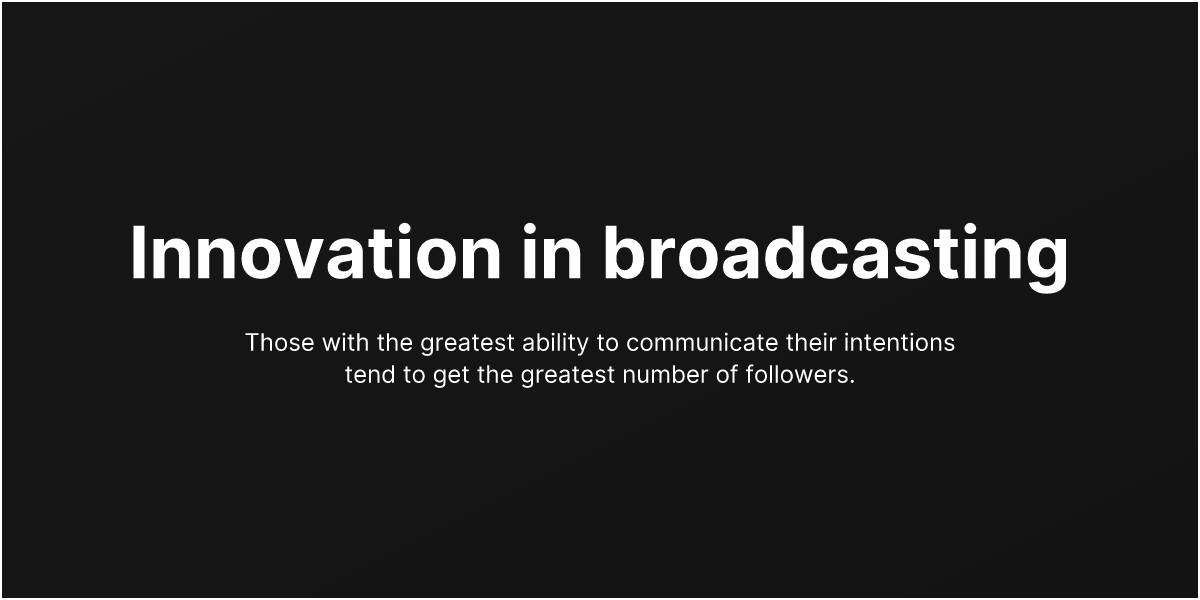 Innovation in broadcasting
Those with the greatest ability to communicate their intentions
tend to get the greatest number of followers.